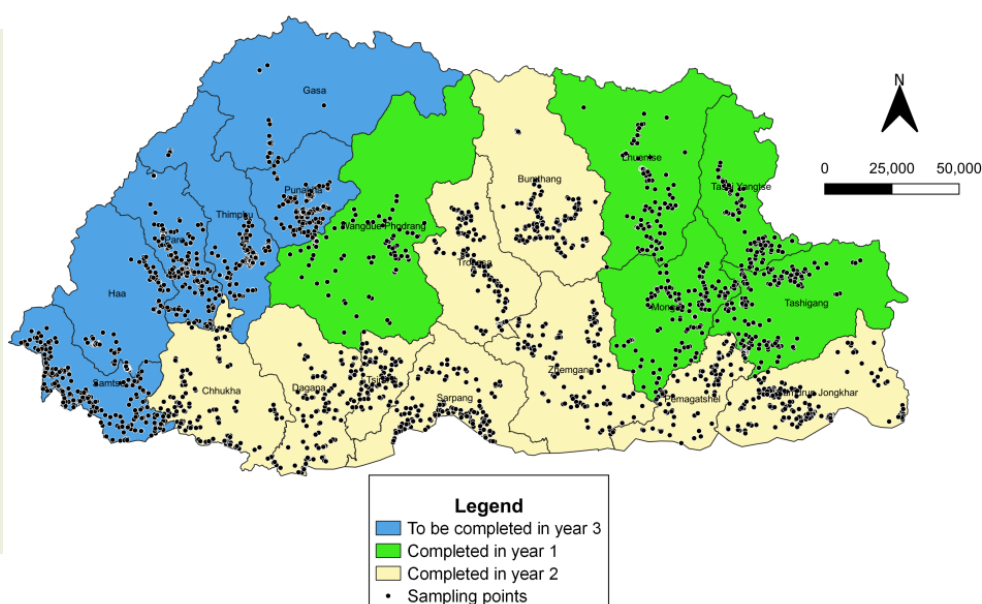 N
0 25,000 50,000
Gasa
Punakha
Thimphu
Paro
Haa
Samtse
Wangdue Phodrang
Bumthang
Trongsa
Lhuentse
Tashi Yangtse
Mongar
Tashigang
Chhukha
Dagana
Tsirang
Sarpang
Zhemgang
Pemagatshel
Samdrup Jongkhar
Legend
To be completed in year 3
Completed in year 1
Completed in year 2
Sampling points